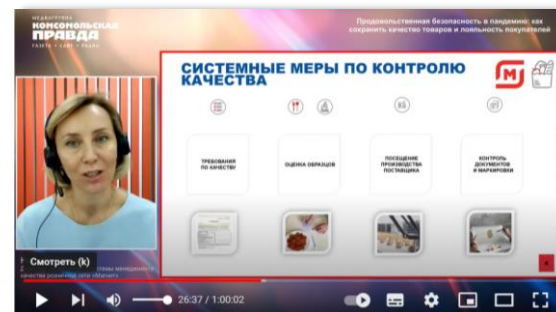 МЕДИАГРУППА
КОМСОМОЛЬСКАЯ
ПРАВДА
ГАЗЕТА • САЙТ • РАДИО
Продовольственная безопасность в пандемию: как
сохранить качество товаров и лояльность покупателей
СИСТЕМНЫЕ МЕРЫ ПО КОНТРОЛЮ
КАЧЕСТВА
М
ТРЕБОВАНИЯ
ПО КАЧЕСТВУ
ОЦЕНКА ОБРАЗЦОВ
ПОСЕЩЕНИЕ
ПРОИЗВОДСТВА
ПОСТАВЩИКА
КОНТРОЛЬ
ДОКУМЕНТОВ
И МАРКИРОВКИ
Смотреть (k)
системы менеджмента
качества розничной сети «Магнит»
26:37 / 1:00:02